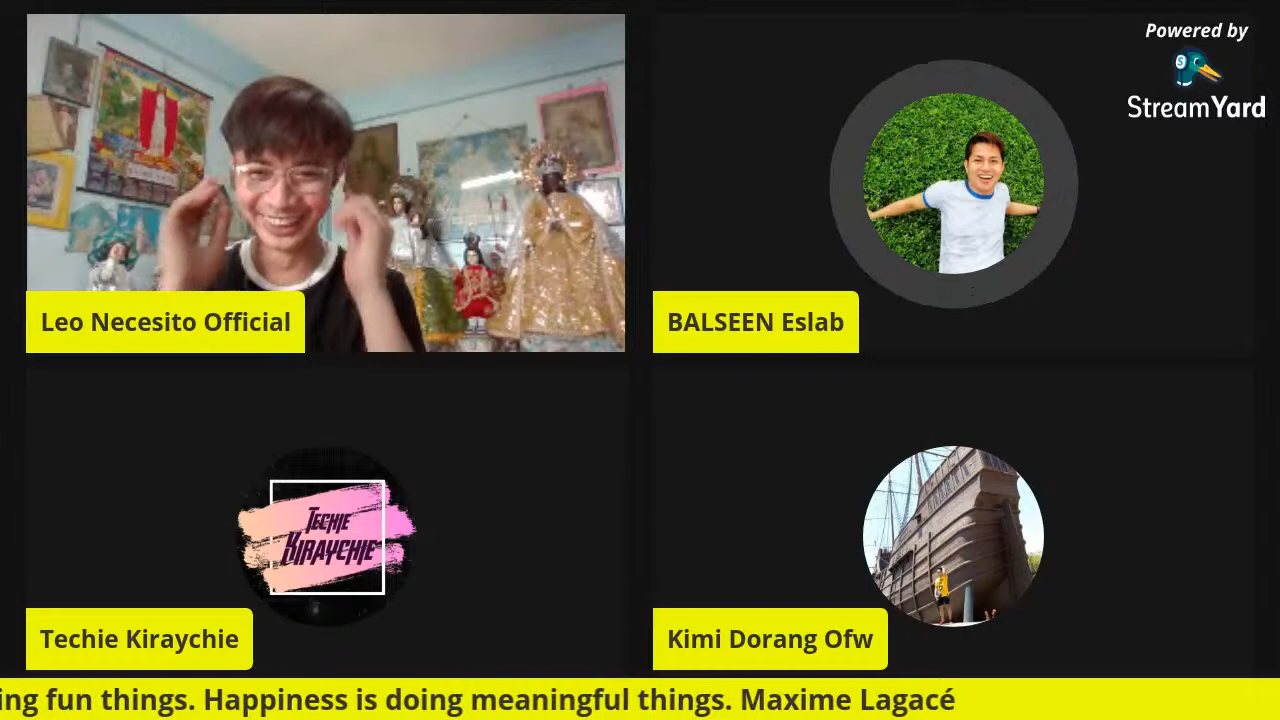 Powered by
StreamYard
Leo Necesito Official
BALSEEN Eslab
TECHIE
KIRAYCHIE
Techie Kiraychie
Kimi Dorang Ofw
ing fun things. Happiness is doing meaningful things. Maxime Lagacé